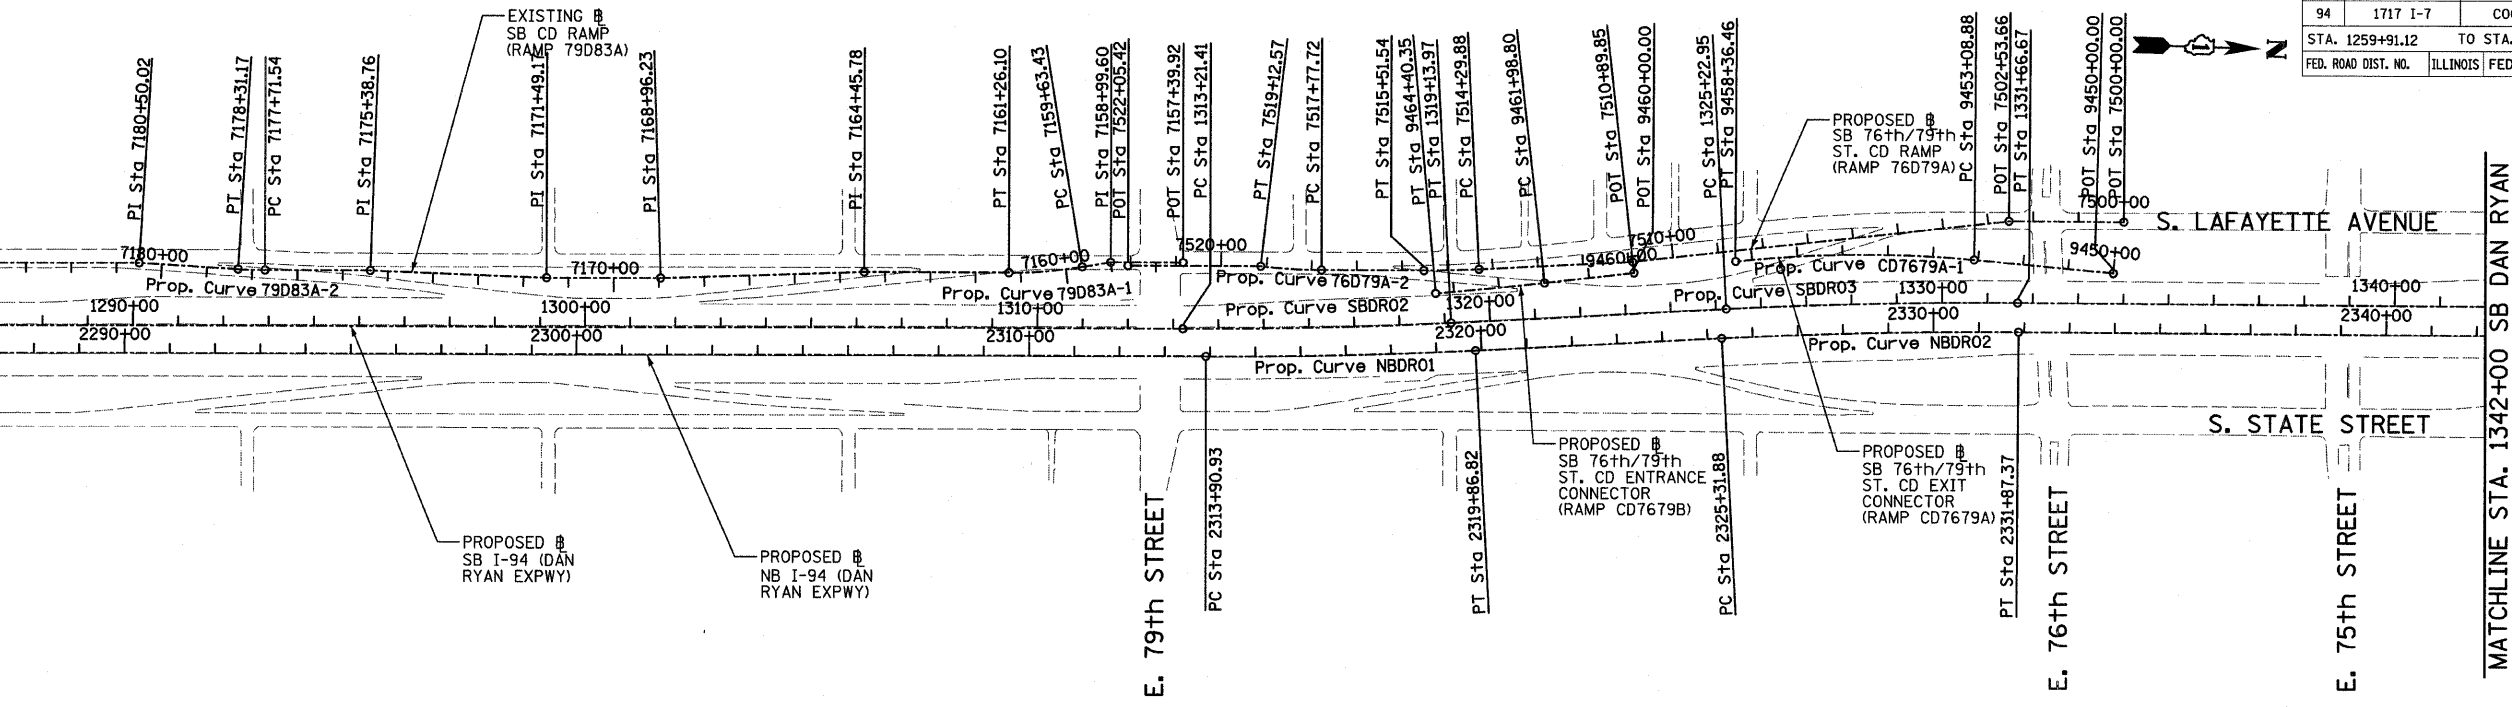 94 1717 I-7
STA. 1259+91.12 TO STA.
FED. ROAD DIST. NO. ILLINOIS FED
N
EXISTING B
SB CD RAMP
(RAMP 79D83A)
PI Sta 7180+50.02
PT Sta 7178+31.17
PC Sta 7177+71.54
PI Sta 7175+38.76
PI Sta 7171+49.17
PI Sta 7168+96.23
PI Sta 7164+45.78
PT Sta 7161+26.10
PC Sta 7159+63.43
PI Sta 7158+99.60
POT Sta 7522+05.42
POT Sta 7157+39.92
PC Sta 1313+21.41
PT Sta 7519+12.57
PC Sta 7517+77.72
PT Sta 7515+51.54
PT Sta 9464+40.35
PT Sta 1319+13.97
PC Sta 7514+29.88
PC Sta 9461+98.80
POT Sta 7510+89.85
POT Sta 9460+00.00
PC Sta 1325+22.95
PT Sta 9458+36.46
PROPOSED B
SB 76th/79th
ST. CD RAMP
(RAMP 76D79A)
PC Sta 9453+08.88
POT Sta 7502+53.66
PT Sta 1331+66.67
POT Sta 9450+00.00
POT Sta 7500+00.00
7500+00
S. LAFAYETTE AVENUE
7180+00
7170+00
7160+00
7520+00
7510+00
9460+00
9450+00
Prop. Curve 79D83A-2
Prop. Curve 79D83A-1
Prop. Curve 76D79A-2
Prop. Curve CD7679A-1
Prop. Curve SBDR02
Prop. Curve SBDR03
1290+00
1300+00
1310+00
1320+00
1330+00
1340+00
2290+00
2300+00
2310+00
2320+00
2330+00
2340+00
Prop. Curve NBDR01
Prop. Curve NBDR02
S. STATE STREET
PC Sta 2313+90.93
PT Sta 2319+86.82
PC Sta 2325+31.88
PT Sta 2331+87.37
PROPOSED B
SB 76th/79th
ST. CD ENTRANCE
CONNECTOR
(RAMP CD7679B)
PROPOSED B
SB 76th/79th
ST. CD EXIT
CONNECTOR
(RAMP CD7679A)
PROPOSED B
SB I-94 (DAN
RYAN EXPWY)
PROPOSED B
NB I-94 (DAN
RYAN EXPWY)
E. 79th STREET
E. 76th STREET
E. 75th STREET
MATCHLINE STA. 1342+00 SB DAN RYAN